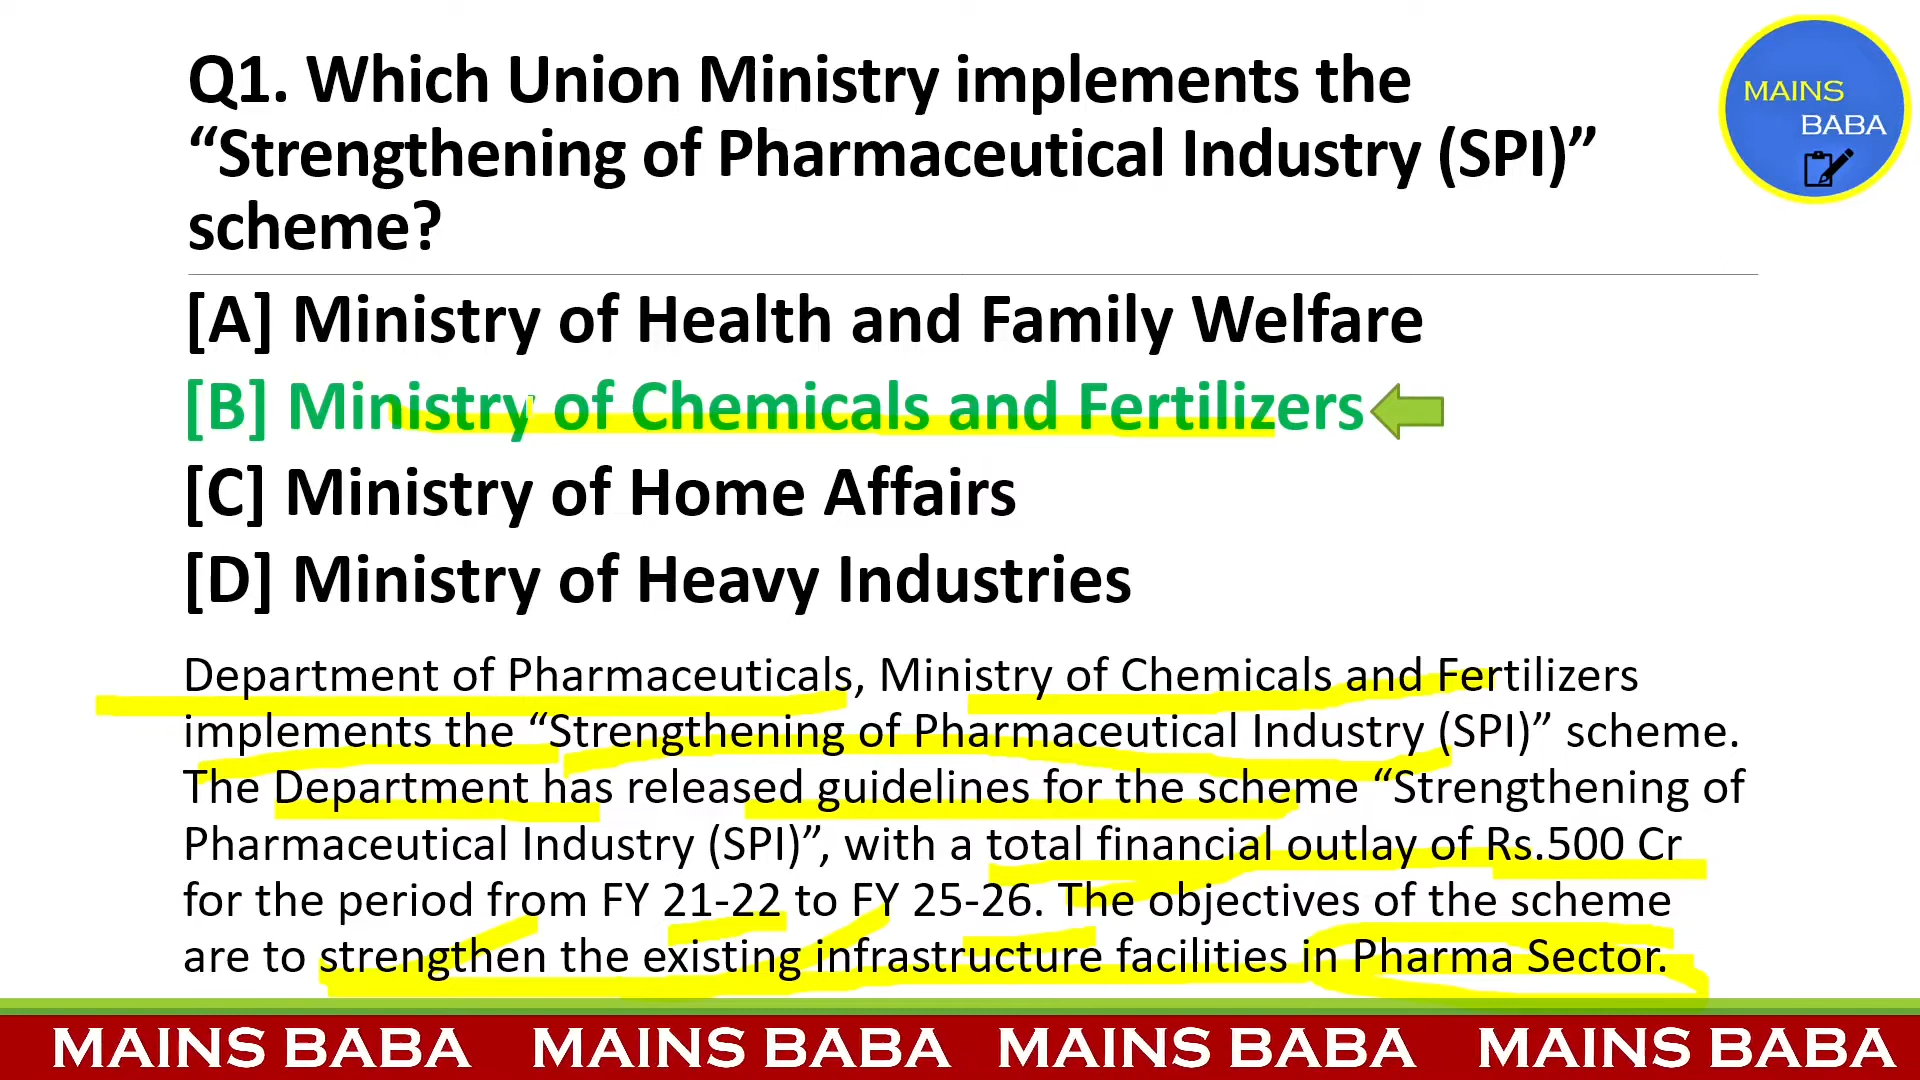 Q1. Which Union Ministry implements the
“Strengthening of Pharmaceutical Industry (SPI)”
scheme?
MAINS
BABA
[A] Ministry of Health and Family Welfare
[B] Ministry of Chemicals and Fertilizers
[C] Ministry of Home Affairs
[D] Ministry of Heavy Industries
Department of Pharmaceuticals, Ministry of Chemicals and Fertilizers
implements the “Strengthening of Pharmaceutical Industry (SPI)” scheme.
The Department has released guidelines for the scheme “Strengthening of
Pharmaceutical Industry (SPI)”, with a total financial outlay of Rs.500 Cr
for the period from FY 21-22 to FY 25-26. The objectives of the scheme
are to strengthen the existing infrastructure facilities in Pharma Sector.
MAINS BABA MAINS BABA MAINS BABA MAINS BABA